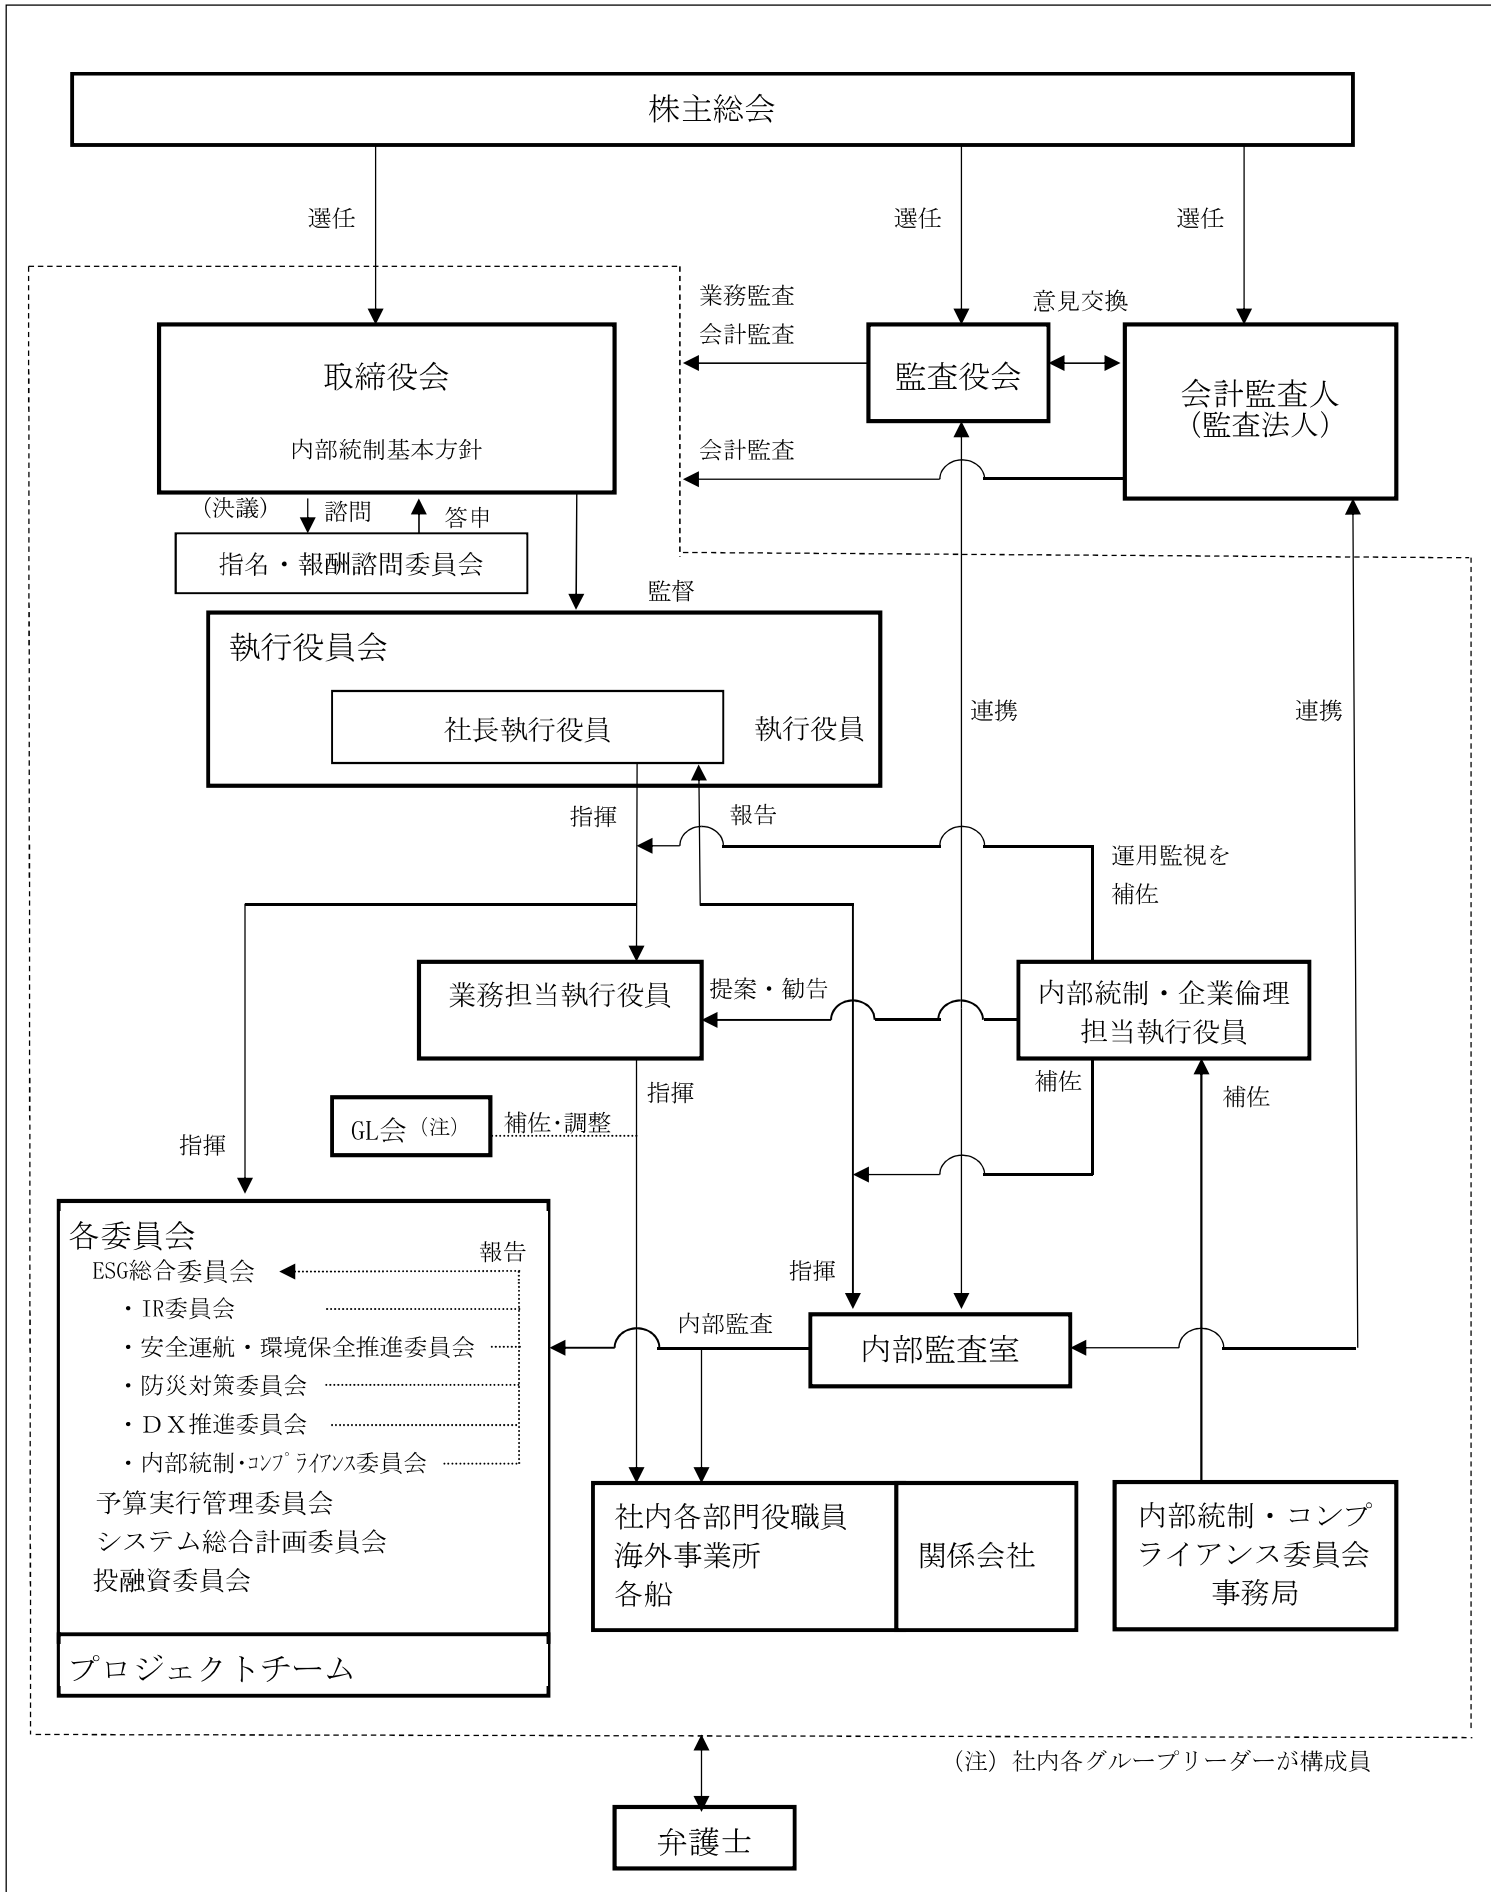 株主総会
選任
選任
選任
業務監査
会計監査
意見交換
取締役会
内部統制基本方針
監査役会
会計監査人
（監査法人）
会計監査
（決議）
諮問
答申
指名・報酬諮問委員会
監督
執行役員会
社長執行役員
執行役員
連携
連携
指揮
報告
運用監視を
補佐
業務担当執行役員
提案・勧告
内部統制・企業倫理
担当執行役員
指揮
補佐
補佐
GL会（注）
補佐・調整
指揮
各委員会
報告
ESG総合委員会
・IR委員会
・安全運航・環境保全推進委員会
・防災対策委員会
・ＤＸ推進委員会
・内部統制・コンプライアンス委員会
予算実行管理委員会
システム総合計画委員会
投融資委員会
プロジェクトチーム
指揮
内部監査
内部監査室
社内各部門役職員
海外事業所
各船
関係会社
内部統制・コンプ
ライアンス委員会
事務局
（注）社内各グループリーダーが構成員
弁護士